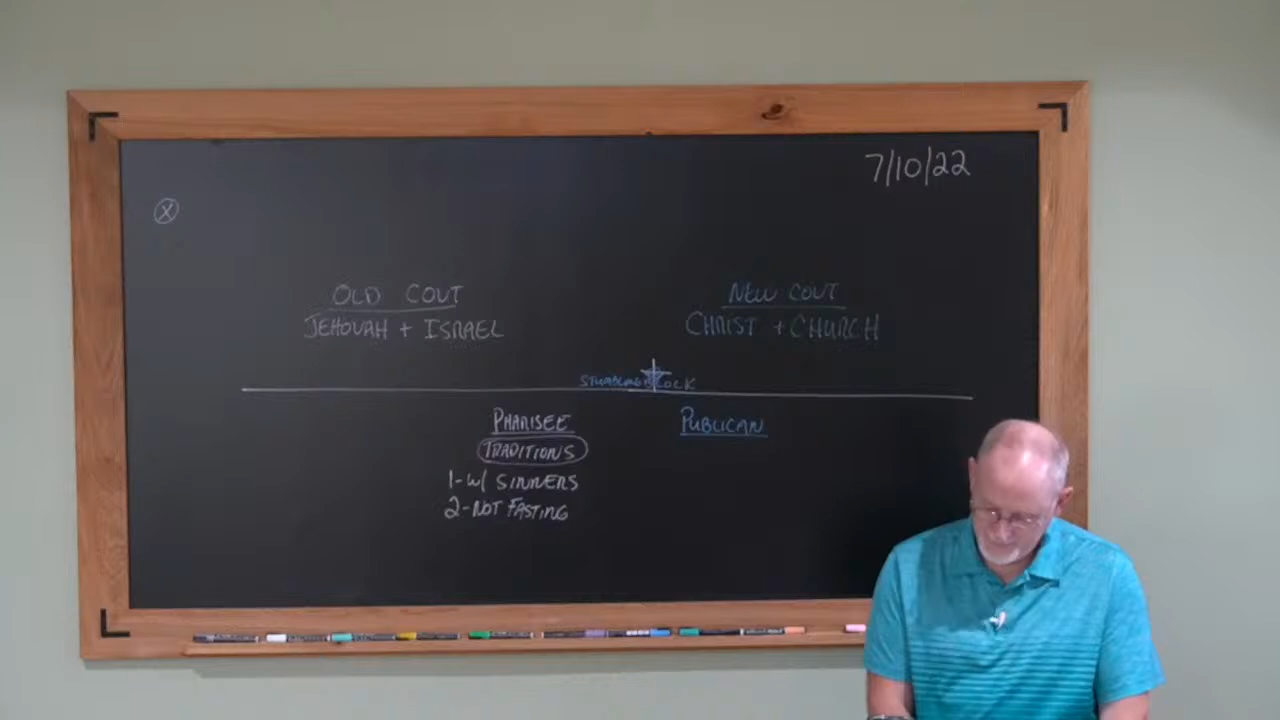 7/10/22
X
OLD COVT
JEHOVAH + ISRAEL
NEW COVT
CHRIST + CHURCH
STUMBLING BLOCK
PHARISEE
TRADITIONS
1-W/ SINNERS
2-NOT FASTING
PUBLICAN